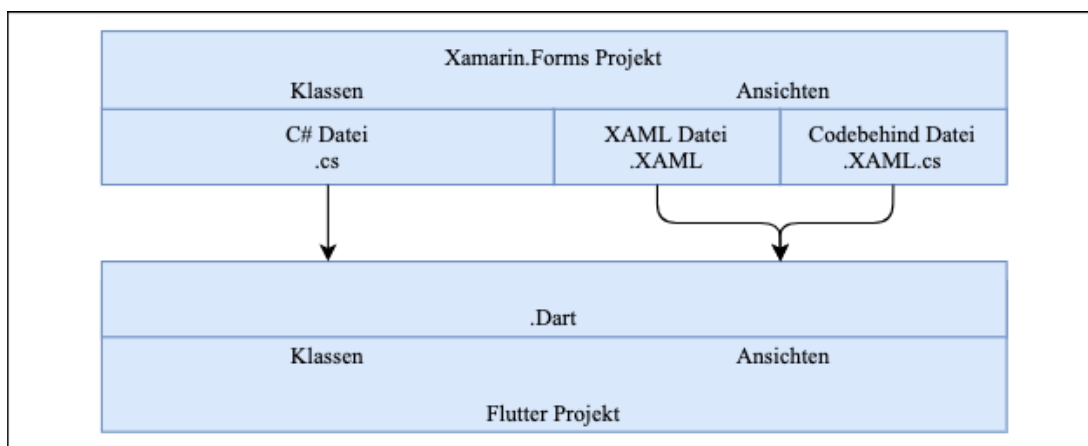 Xamarin.Forms Projekt
Klassen
Ansichten
C# Datei
.cs
XAML Datei
.XAML
Codebehind Datei
.XAML.cs
.Dart
Klassen
Ansichten
Flutter Projekt